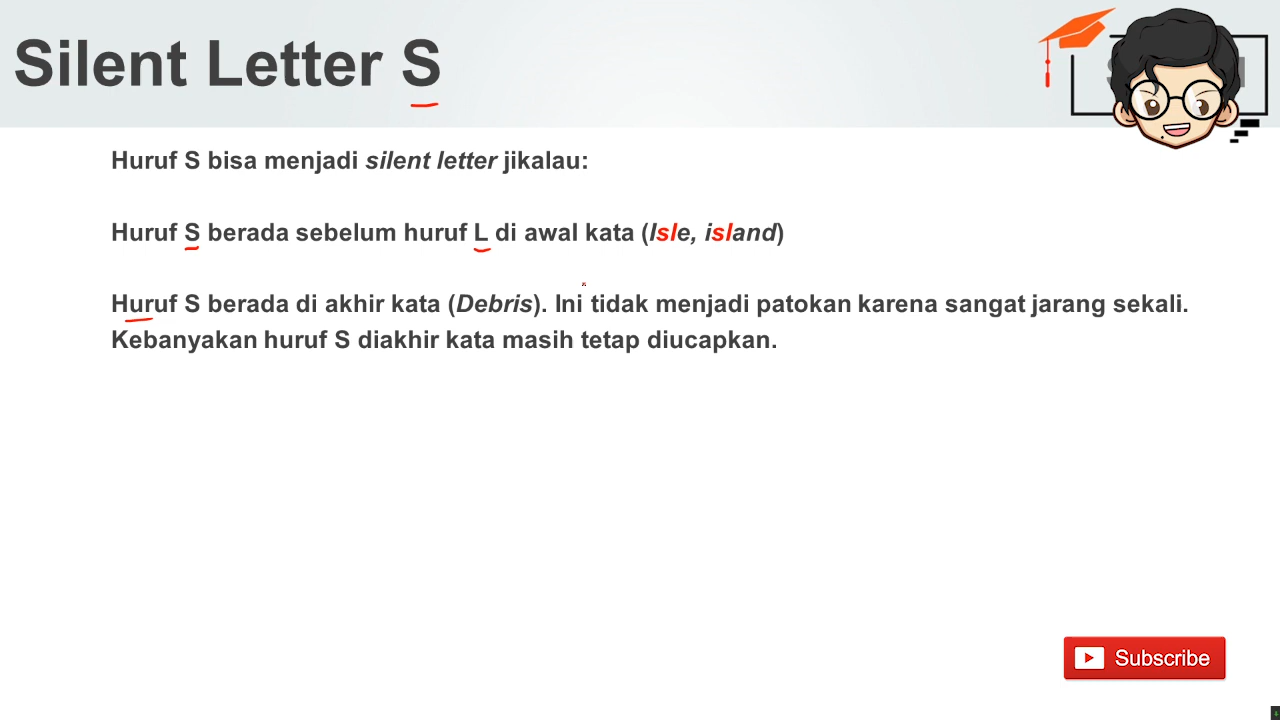 Silent Letter S
Huruf S bisa menjadi silent letter jikalau:
Huruf S berada sebelum huruf L di awal kata (Isle, island)
Huruf S berada di akhir kata (Debris). Ini tidak menjadi patokan karena sangat jarang sekali.
Kebanyakan huruf S diakhir kata masih tetap diucapkan.
Subscribe